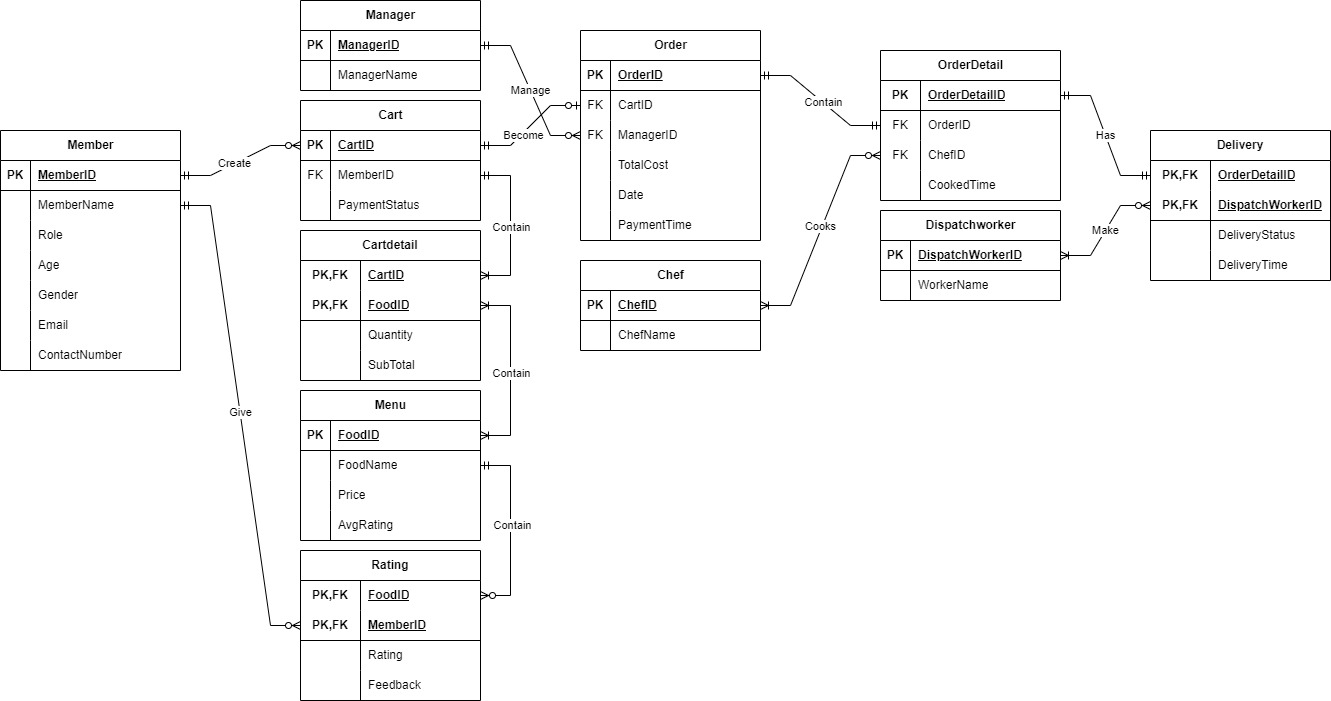 Manager
PK ManagerID
ManagerName
Cart
PK CartID
FK MemberID
PaymentStatus
Cartdetail
PK,FK CartID
PK,FK FoodID
Quantity
SubTotal
Menu
PK FoodID
FoodName
Price
AvgRating
Rating
PK,FK FoodID
PK,FK MemberID
Rating
Feedback
Member
PK MemberID
MemberName
Role
Age
Gender
Email
ContactNumber
Create
Give
Manage
Become
Contain
Contain
Contain
Order
PK OrderID
FK CartID
FK ManagerID
TotalCost
Date
PaymentTime
Chef
PK ChefID
ChefName
Contain
Cooks
OrderDetail
PK OrderDetailID
FK OrderID
FK ChefID
CookedTime
Dispatchworker
PK DispatchWorkerID
WorkerName
Has
Make
Delivery
PK,FK OrderDetailID
PK,FK DispatchWorkerID
DeliveryStatus
DeliveryTime